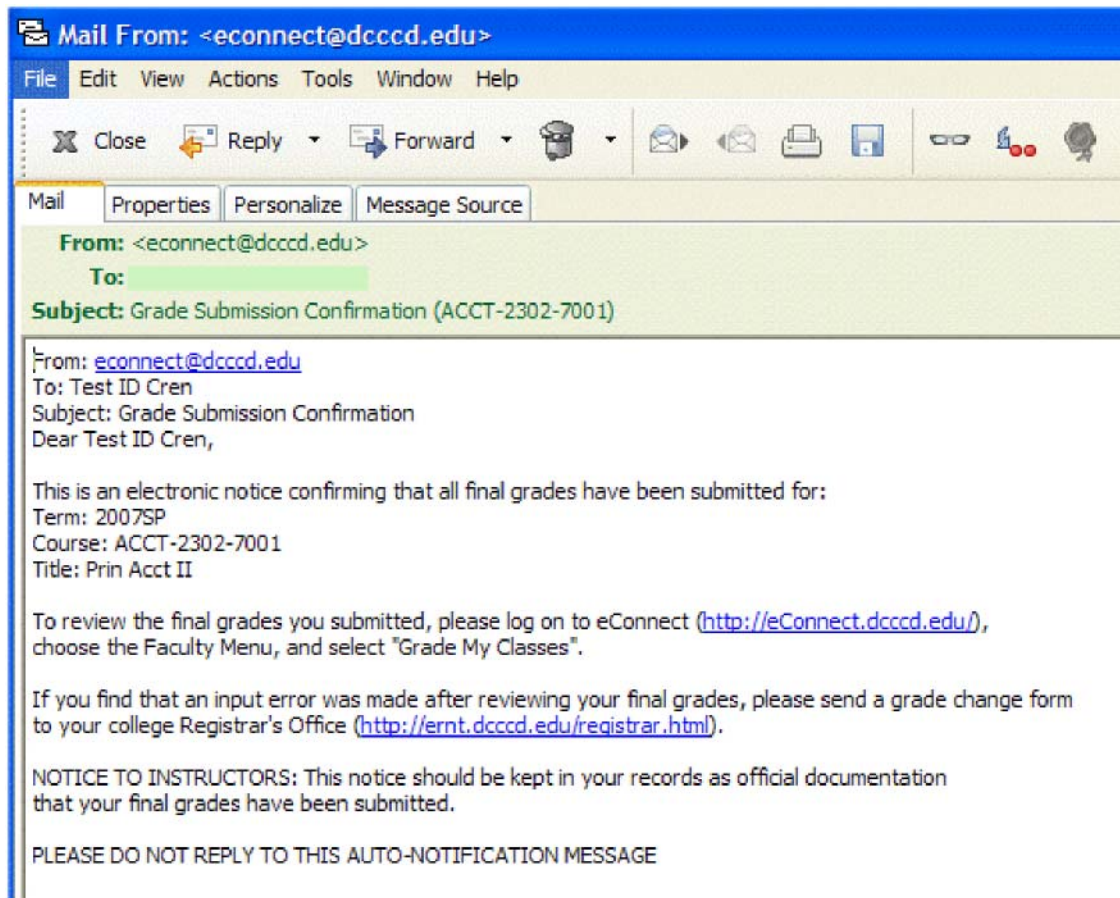 Mail From: <econnect@dcccd.edu>
File Edit View Actions Tools Window Help
Close Reply Forward
Mail Properties Personalize Message Source
From: <econnect@dcccd.edu>
To:
Subject: Grade Submission Confirmation (ACCT-2302-7001)
From: econnect@dcccd.edu
To: Test ID Cren
Subject: Grade Submission Confirmation
Dear Test ID Cren,
This is an electronic notice confirming that all final grades have been submitted for:
Term: 2007SP
Course: ACCT-2302-7001
Title: Prin Acct II
To review the final grades you submitted, please log on to eConnect (http://eConnect.dcccd.edu/),
choose the Faculty Menu, and select "Grade My Classes".
If you find that an input error was made after reviewing your final grades, please send a grade change form
to your college Registrar's Office (http://ernt.dcccd.edu/registrar.html).
NOTICE TO INSTRUCTORS: This notice should be kept in your records as official documentation
that your final grades have been submitted.
PLEASE DO NOT REPLY TO THIS AUTO-NOTIFICATION MESSAGE